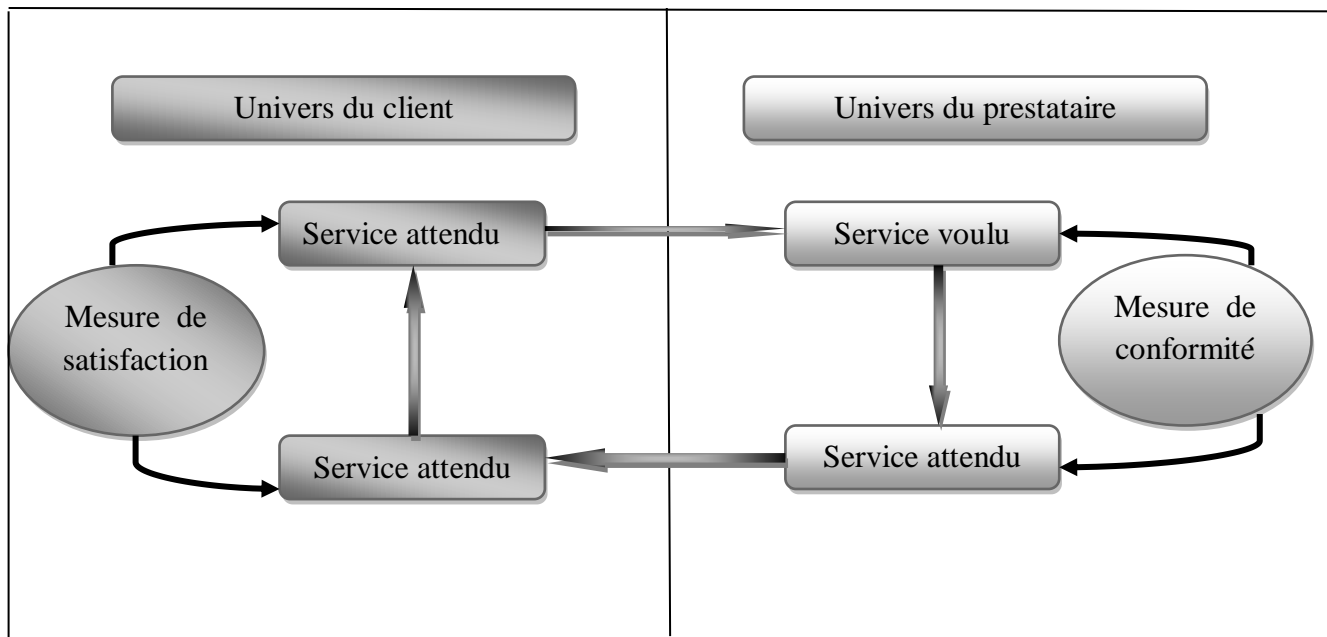 Univers du client
Univers du prestataire
Service attendu
Service voulu
Mesure de
satisfaction
Mesure de
conformité
Service attendu
Service attendu